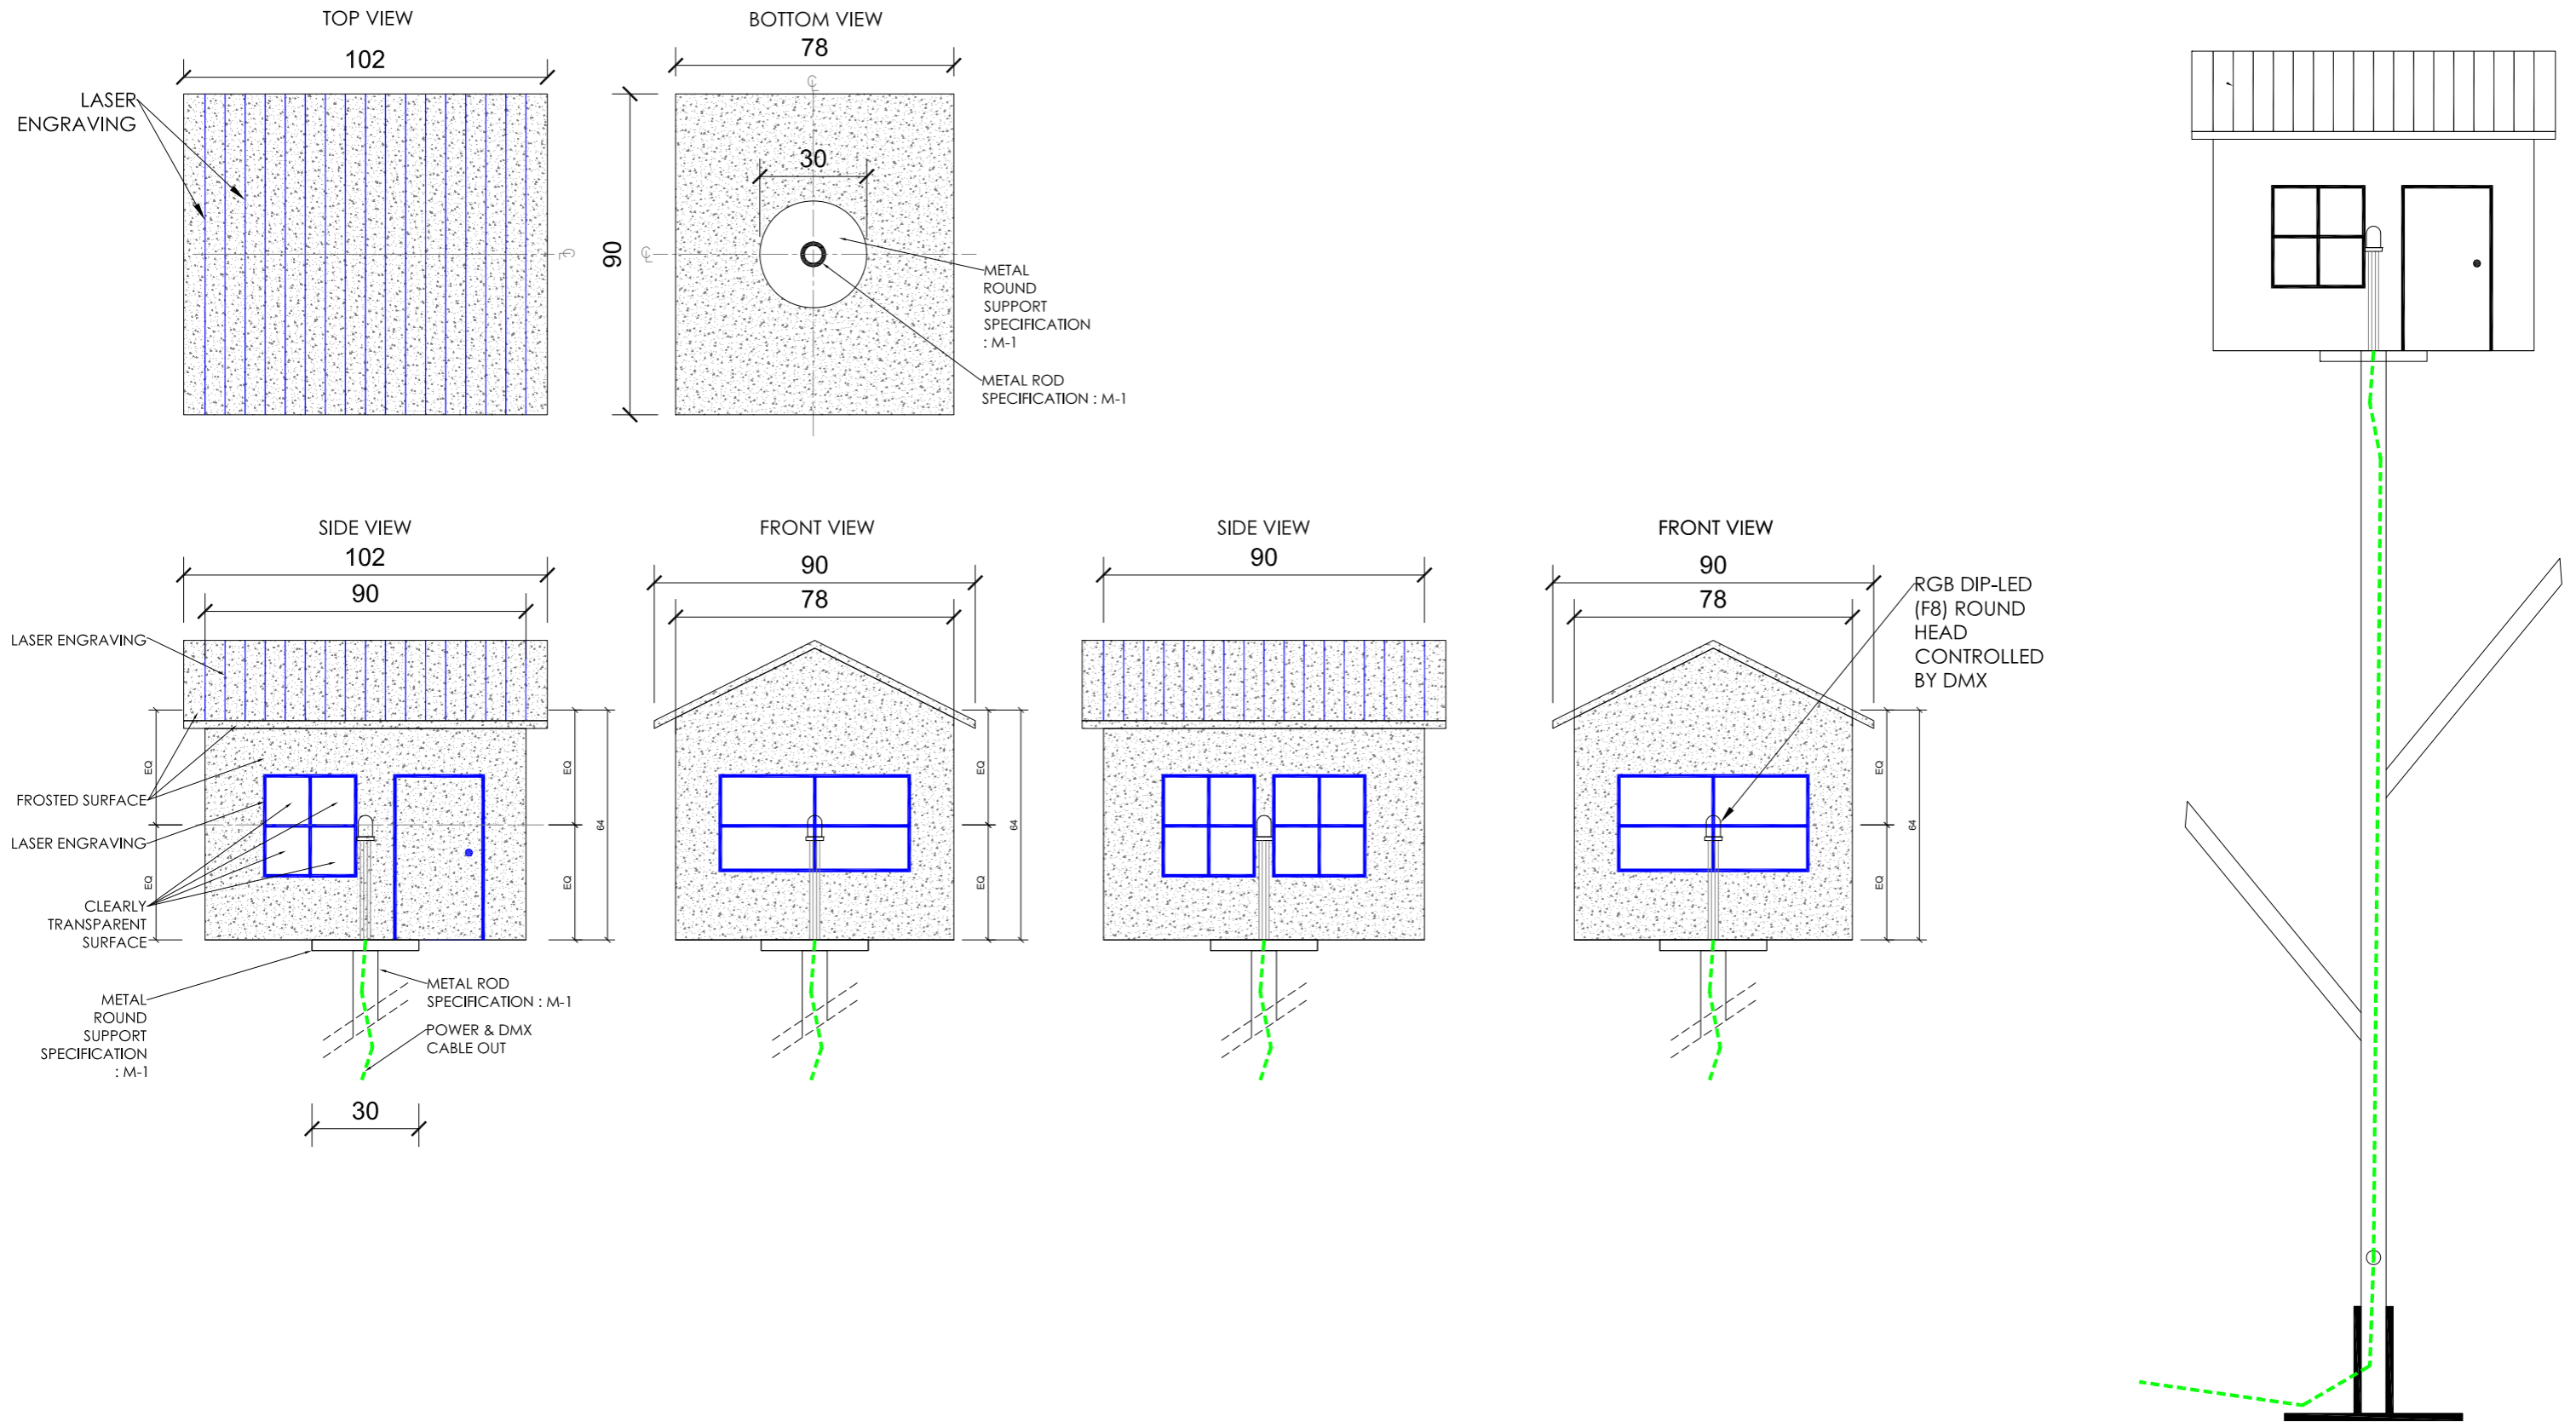 TOP VIEW
102
LASER
ENGRAVING
℄
BOTTOM VIEW
78
℄
30
90
℄
METAL
ROUND
SUPPORT
SPECIFICATION
: M-1
METAL ROD
SPECIFICATION : M-1
SIDE VIEW
102
90
LASER ENGRAVING
EQ
EQ
FROSTED SURFACE
64
LASER ENGRAVING
EQ
EQ
CLEARLY
TRANSPARENT
SURFACE
METAL
ROUND
SUPPORT
SPECIFICATION
: M-1
METAL ROD
SPECIFICATION : M-1
POWER & DMX
CABLE OUT
30
FRONT VIEW
90
78
EQ
64
EQ
SIDE VIEW
90
FRONT VIEW
90
78
RGB DIP-LED
(F8) ROUND
HEAD
CONTROLLED
BY DMX
EQ
64
EQ